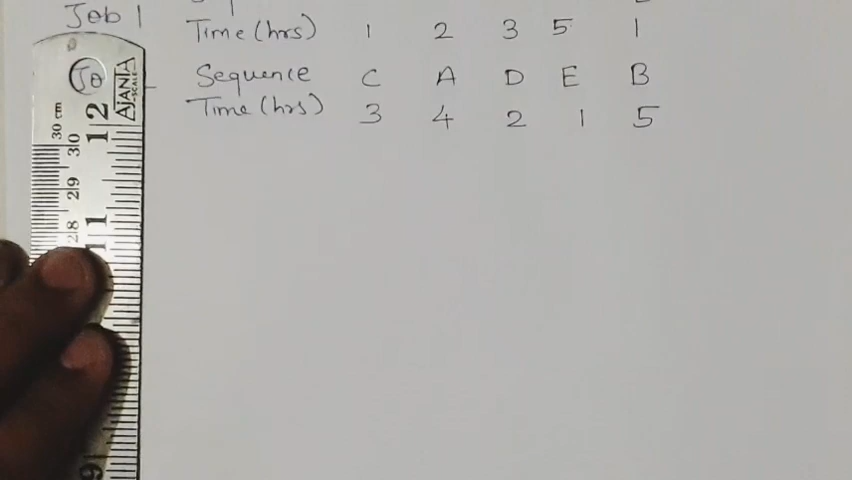 Job 1
Time (hrs) 1 2 3 5 1
Sequence C A D E B
Time (hrs) 3 4 2 1 5
AJANTA
SCALE
30 cm
12
30
29
11
28